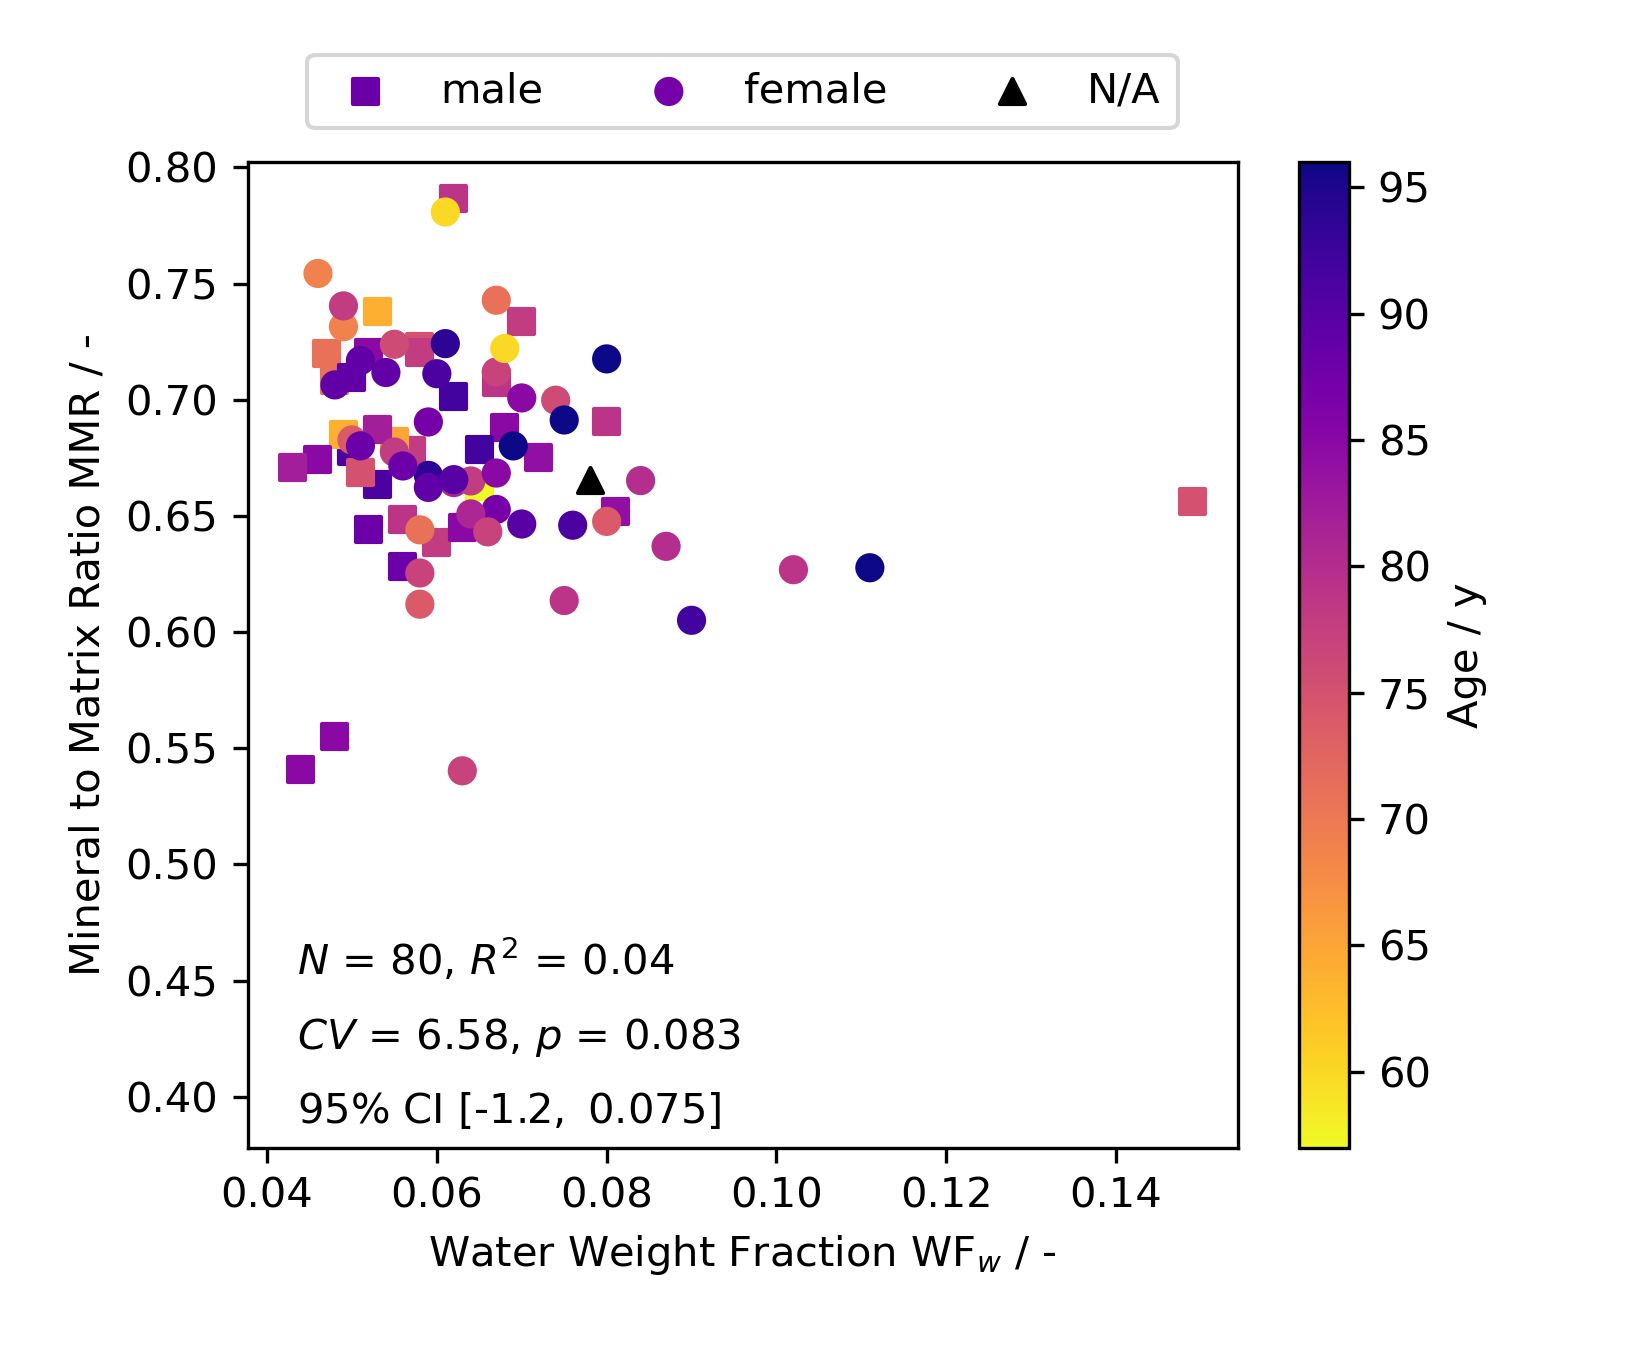 male female N/A
0.80
0.75
0.70
0.65
0.60
0.55
0.50
0.45
0.40
Mineral to Matrix Ratio MMR / -
N = 80, R² = 0.04
CV = 6.58, p = 0.083
95% CI [-1.2, 0.075]
0.04 0.06 0.08 0.10 0.12 0.14
Water Weight Fraction WFw / -
95
90
85
80
75
70
65
60
Age / y